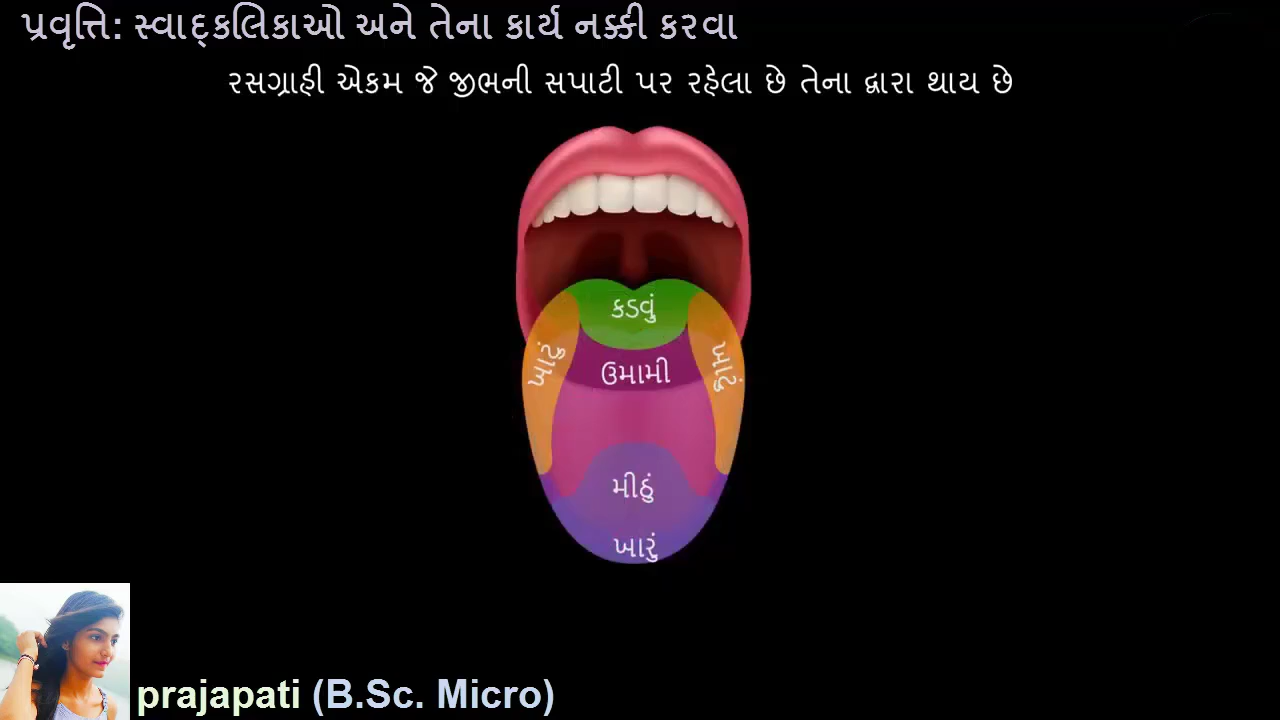 પ્રવૃત્તિ: સ્વાદ્કલિકાઓ અને તેના કાર્ય નક્કી કરવા
રસગ્રાહી એકમ જે જીભની સપાટી પર રહેલા છે તેના દ્વારા થાય છે
કડવું
ખાટું
ખાટું
ઉમામી
મીઠું
ખારું
prajapati (B.Sc. Micro)